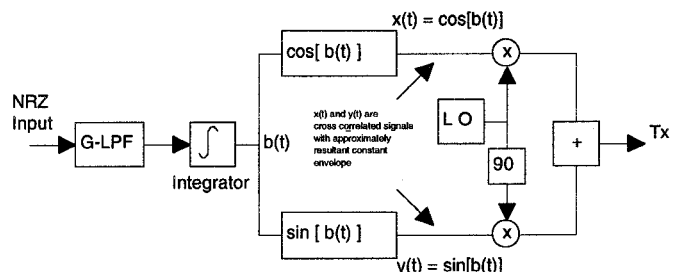 x(t) = cos[b(t)]
cos[ b(t) ]
x
NRZ
Input
x(t) and y(t) are
cross correlated signals
with approximately
resultant constant
envelope
L O
Tx
G-LPF
∫
b(t)
+
Integrator
90
sin [ b(t) ]
x
y(t) = sin[b(t)]